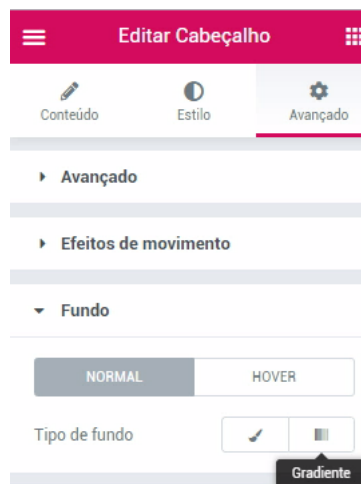 Editar Cabeçalho
Conteúdo Estilo Avançado
Avançado
Efeitos de movimento
Fundo
NORMAL HOVER
Tipo de fundo
Gradiente